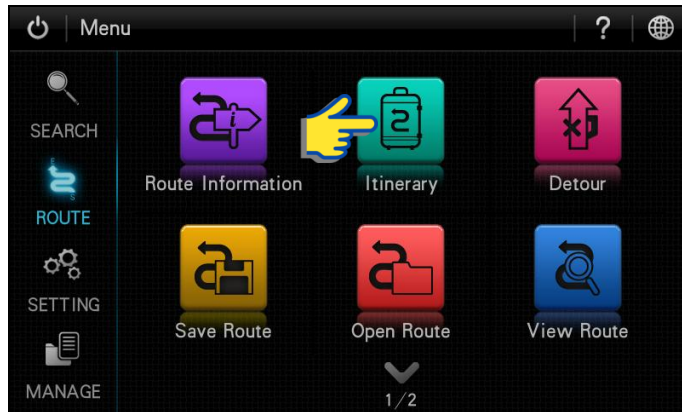 Menu
?
SEARCH
ROUTE
SETTING
MANAGE
Route Information
Itinerary
Detour
Save Route
Open Route
View Route
1/2